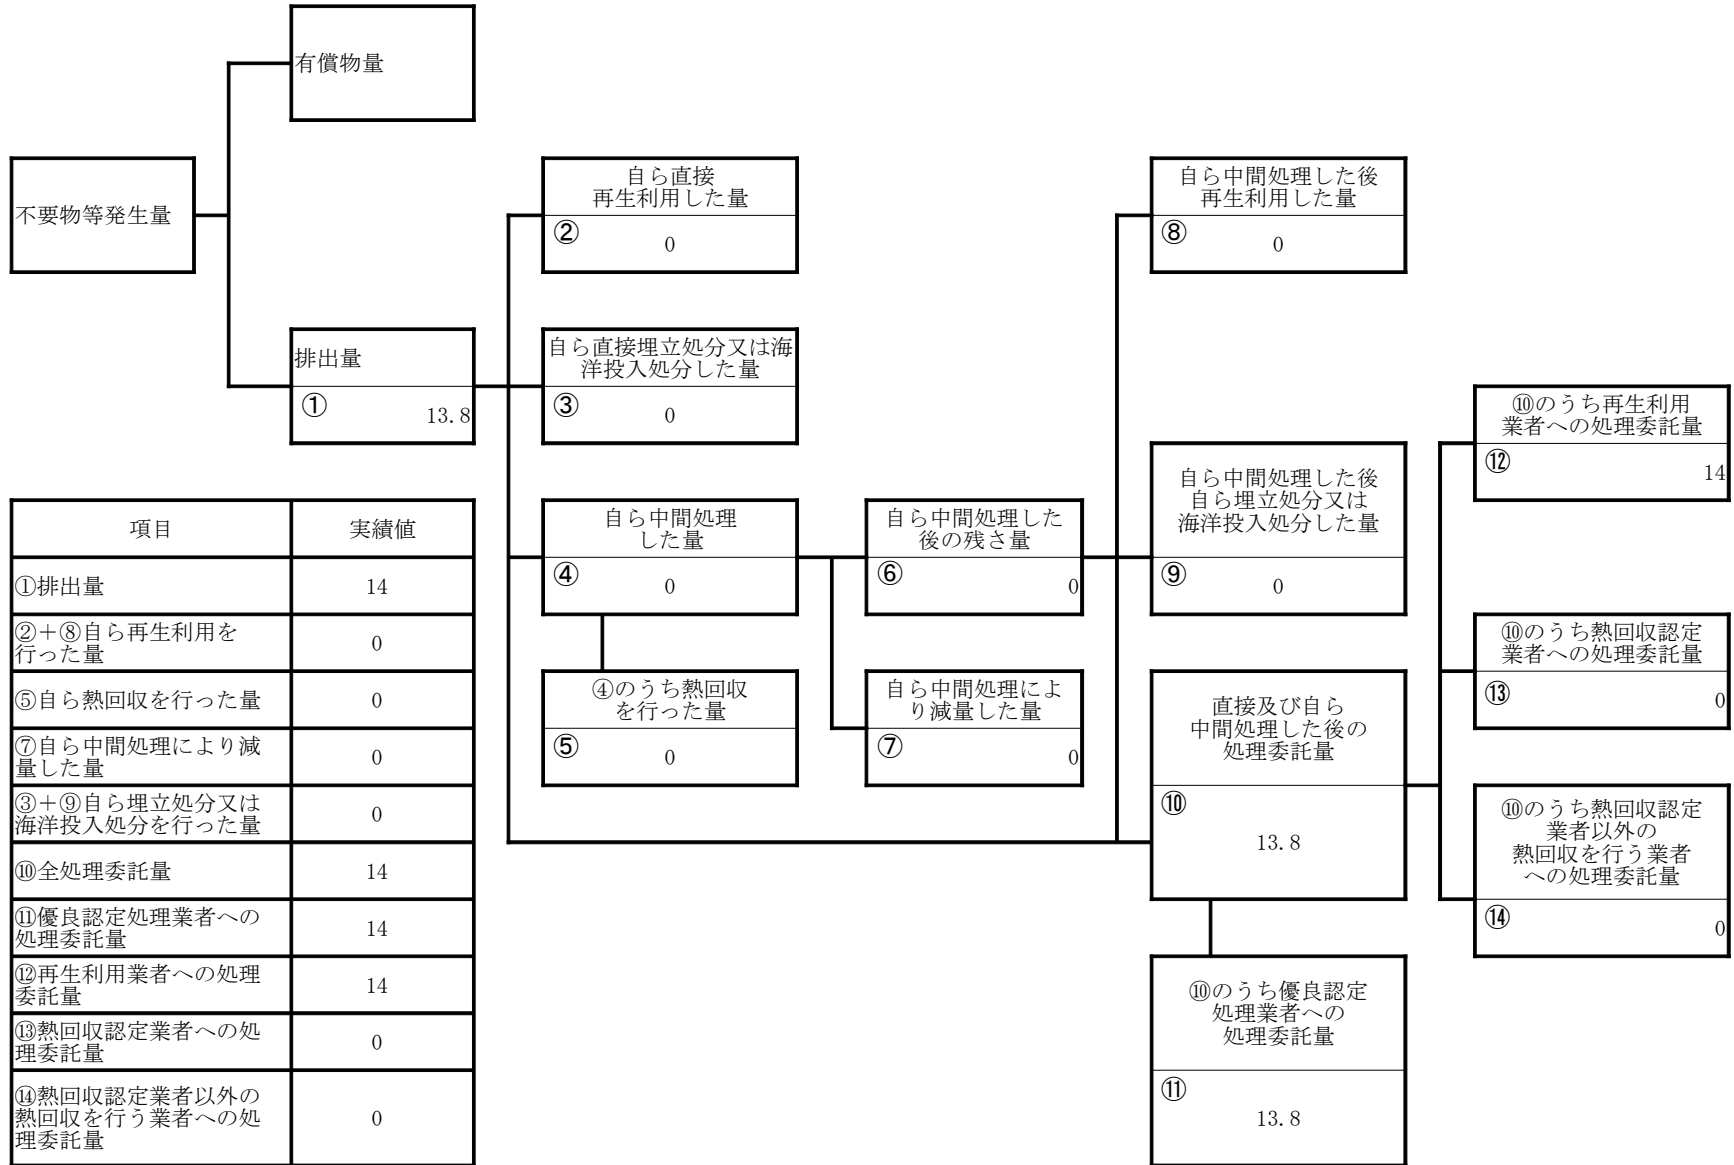 有償物量
不要物等発生量
排出量
①
13.8
自ら直接
再生利用した量
②
0
自ら直接埋立処分又は海
洋投入処分した量
③
0
自ら中間処理
した量
④
0
④のうち熱回収
を行った量
⑤
0
自ら中間処理した
後の残さ量
⑥
0
自ら中間処理によ
り減量した量
⑦
0
自ら中間処理した後
再生利用した量
⑧
0
自ら中間処理した後
自ら埋立処分又は
海洋投入処分した量
⑨
0
直接及び自ら
中間処理した後の
処理委託量
⑩
13.8
⑩のうち優良認定
処理業者への
処理委託量
⑪
13.8
⑩のうち再生利用
業者への処理委託量
⑫
14
⑩のうち熱回収認定
業者への処理委託量
⑬
0
⑩のうち熱回収認定
業者以外の
熱回収を行う業者
への処理委託量
⑭
0
項目 実績値
①排出量 14
②＋⑧自ら再生利用を
行った量 0
⑤自ら熱回収を行った量 0
⑦自ら中間処理により減
量した量 0
③＋⑨自ら埋立処分又は
海洋投入処分を行った量 0
⑩全処理委託量 14
⑪優良認定処理業者への
処理委託量 14
⑫再生利用業者への処理
委託量 14
⑬熱回収認定業者への処
理委託量 0
⑭熱回収認定業者以外の
熱回収を行う業者への処
理委託量 0